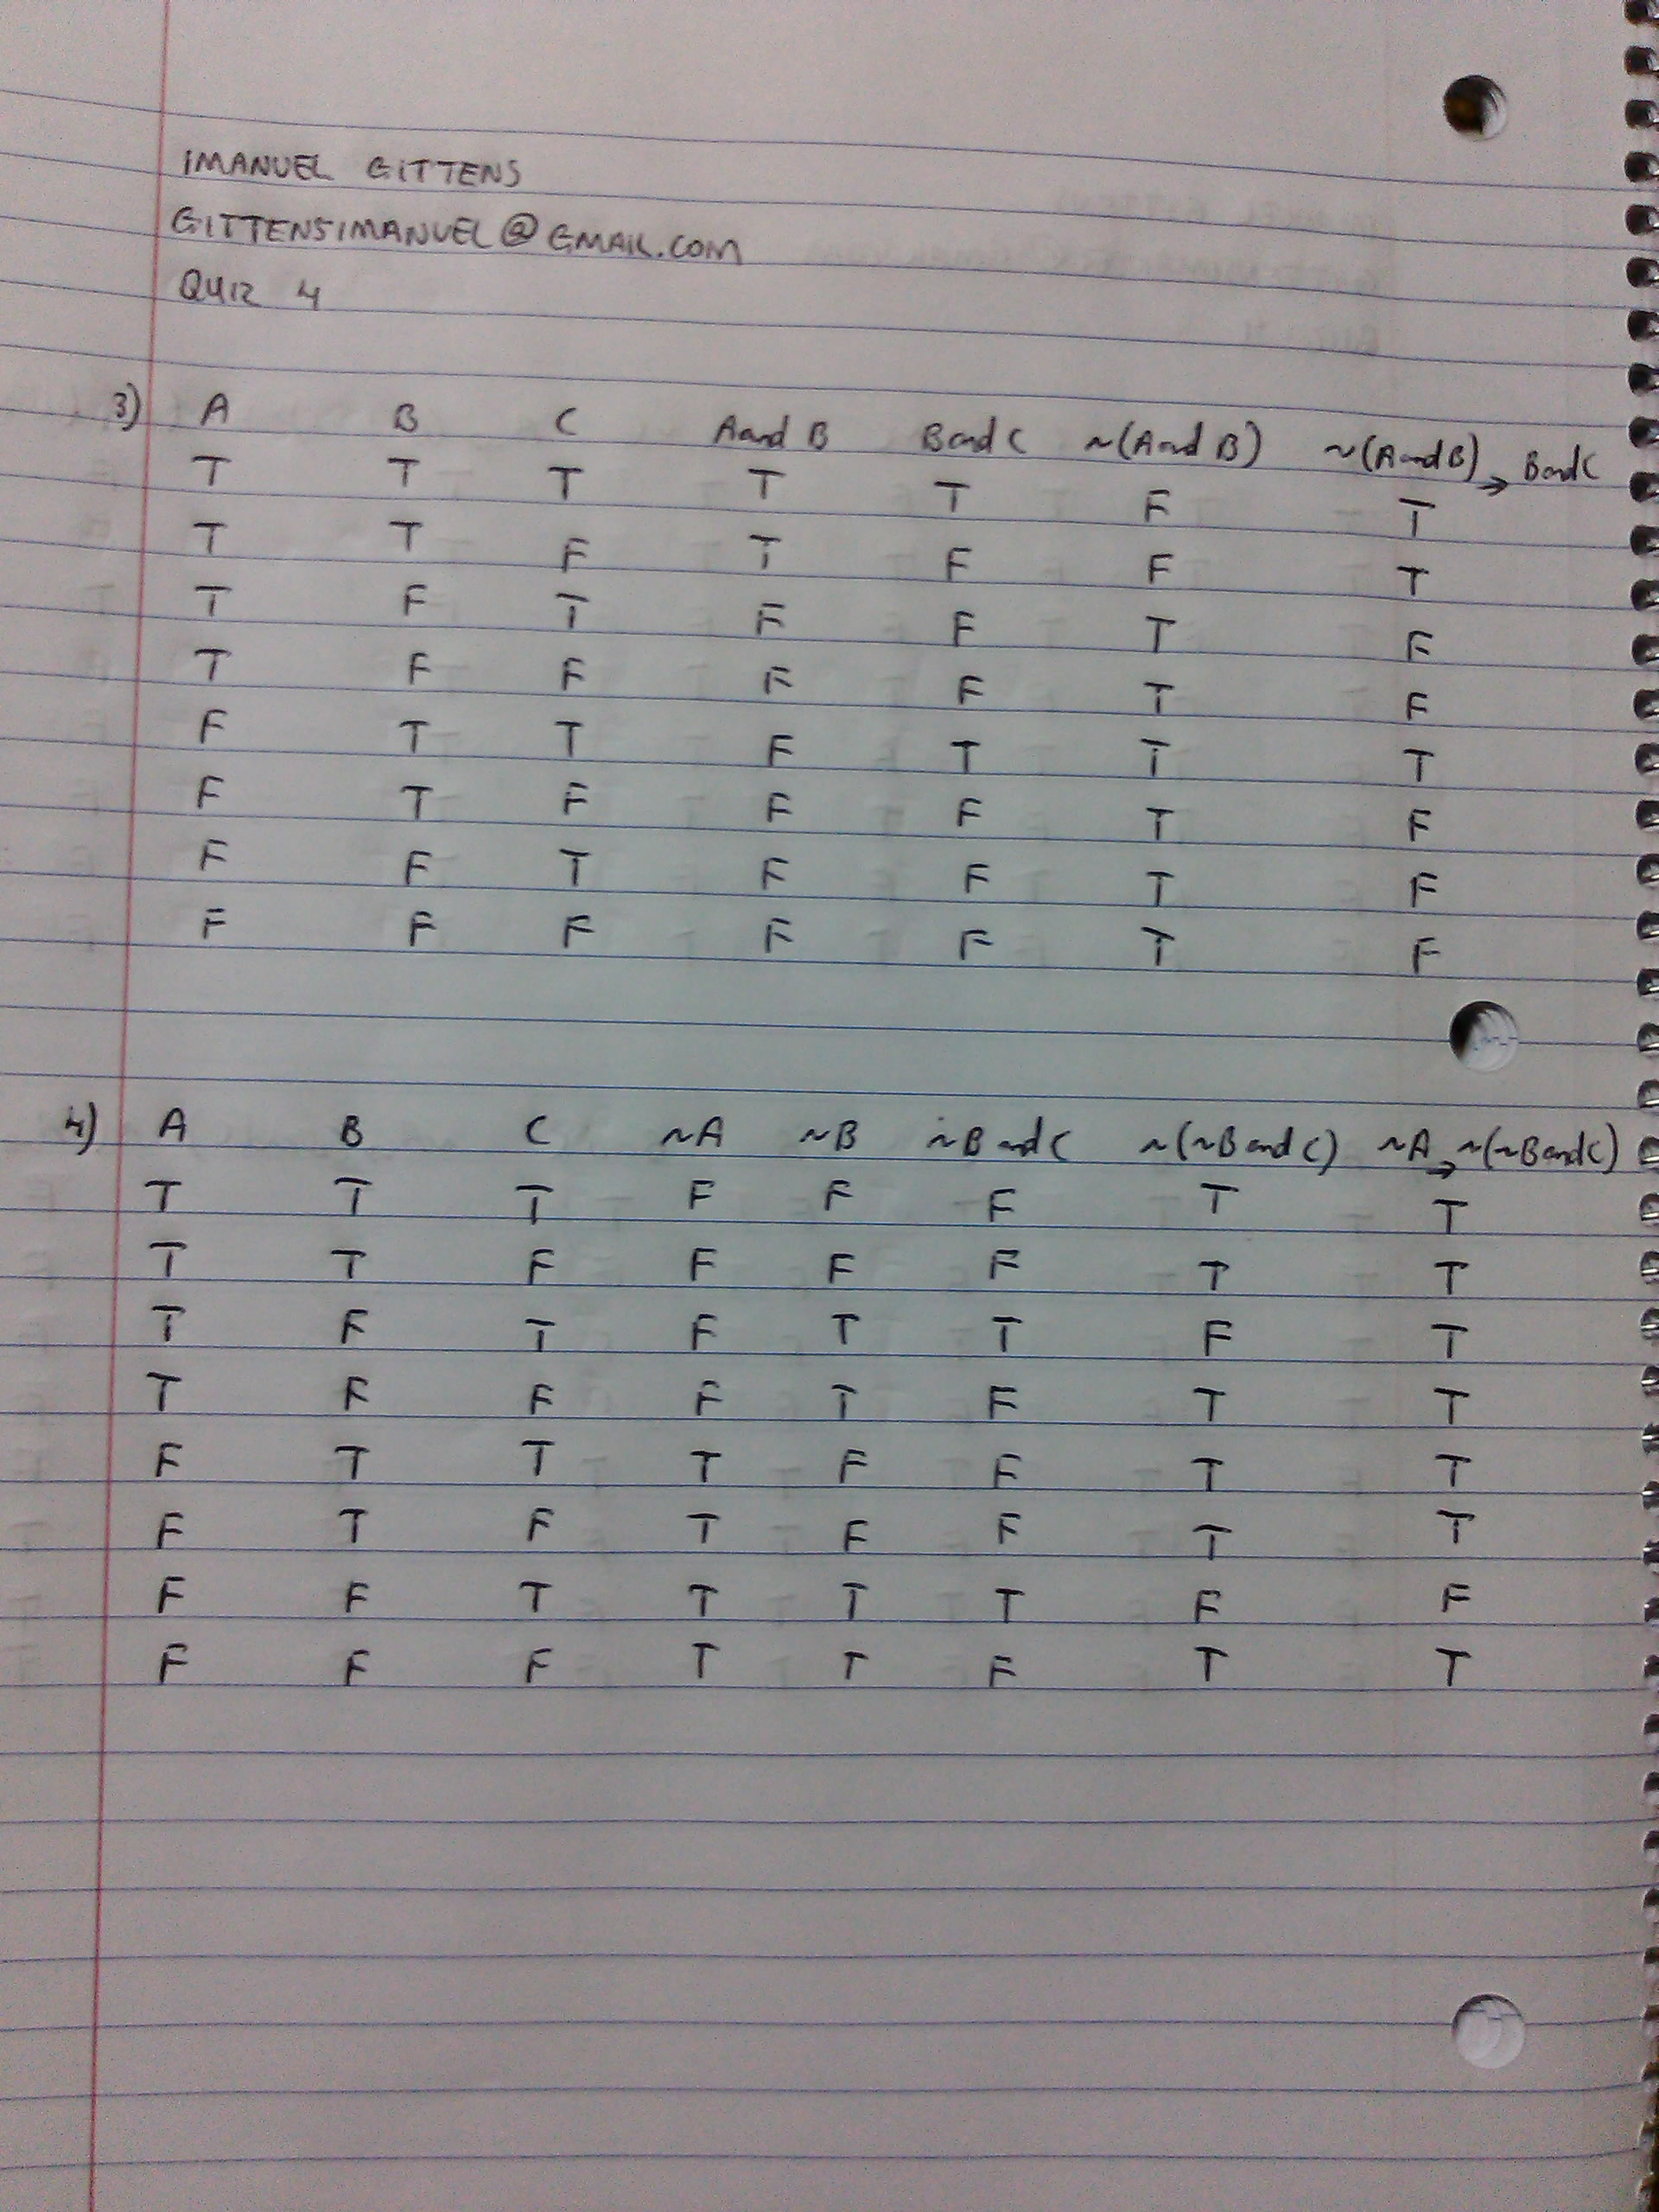 IMANUEL GITTENS
GITTENSIMANUEL@GMAIL.COM
QUIZ 4
3) A B C A and B B and C ~(A and B) ~(A and B) → B and C
T T T T T F T
T T F T F F T
T F T F F T F
T F F F F T F
F T T F T T T
F T F F F T F
F F T F F T F
F F F F F T F
4) A B C ~A ~B ~B and C ~(~B and C) ~A → ~(~B and C)
T T T F F F T T
T T F F F F T T
T F T F T T F T
T F F F T F T T
F T T T F F T T
F T F T F F T T
F F T T T T F F
F F F T T F T T